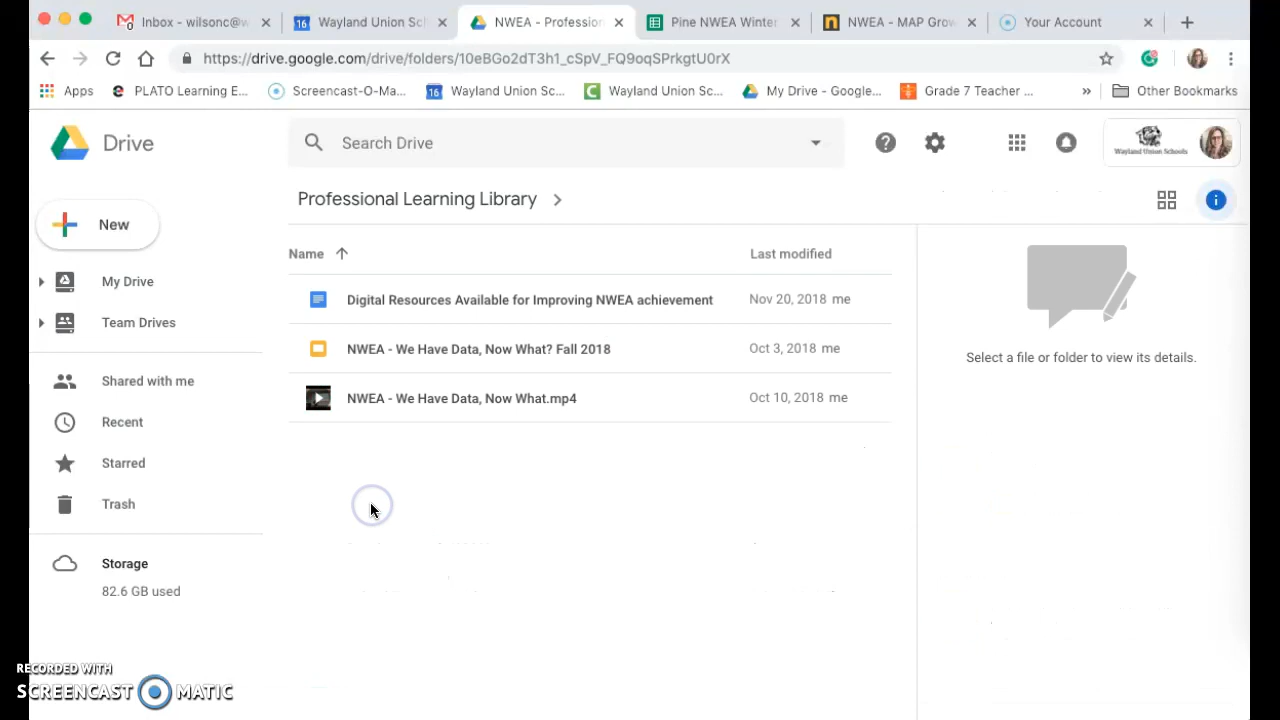 Inbox - wilsonc@w
Wayland Union Sc
NWEA - Profession
Pine NWEA Winter
NWEA - MAP Grow
Your Account
https://drive.google.com/drive/folders/10eBGo2dT3h1_cSpV_FQ9oqSPrkgtU0rX
Apps
PLATO Learning E...
Screencast-O-Ma...
Wayland Union Sc...
Wayland Union Sc...
My Drive - Google...
Grade 7 Teacher ...
»
Other Bookmarks
Drive
Search Drive
Wayland Union Schools
Professional Learning Library
New
Name
Last modified
Digital Resources Available for Improving NWEA achievement
Nov 20, 2018 me
My Drive
Team Drives
NWEA - We Have Data, Now What? Fall 2018
Oct 3, 2018 me
Select a file or folder to view its details.
Shared with me
NWEA - We Have Data, Now What.mp4
Oct 10, 2018 me
Recent
Starred
Trash
Storage
82.6 GB used
RECORDED WITH
SCREENCAST MATIC